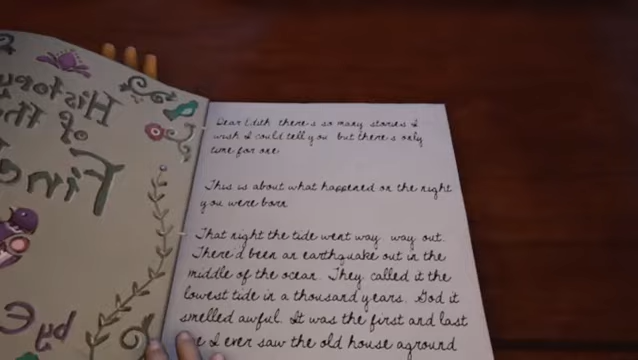 History
of the
Finch
by E
Dear Edith there's so many stories I
wish I could tell you but there's only
time for one
This is about what happened on the night
you were born
That night the tide went way way out.
There'd been an earthquake out in the
middle of the ocean. They called it the
lowest tide in a thousand years. God it
smelled awful. It was the first and last
e I ever saw the old house aground